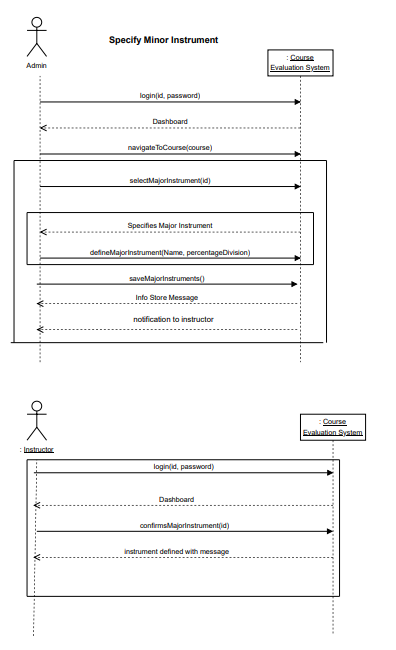 Specify Minor Instrument
: Course
Evaluation System
Admin
login(id, password)
Dashboard
navigateToCourse(course)
selectMajorInstrument(id)
Specifies Major Instrument
defineMajorInstrument(Name, percentageDivision)
saveMajorInstruments()
Info Store Message
notification to instructor
: Course
Evaluation System
: Instructor
login(id, password)
Dashboard
confirmsMajorInstrument(id)
instrument defined with message